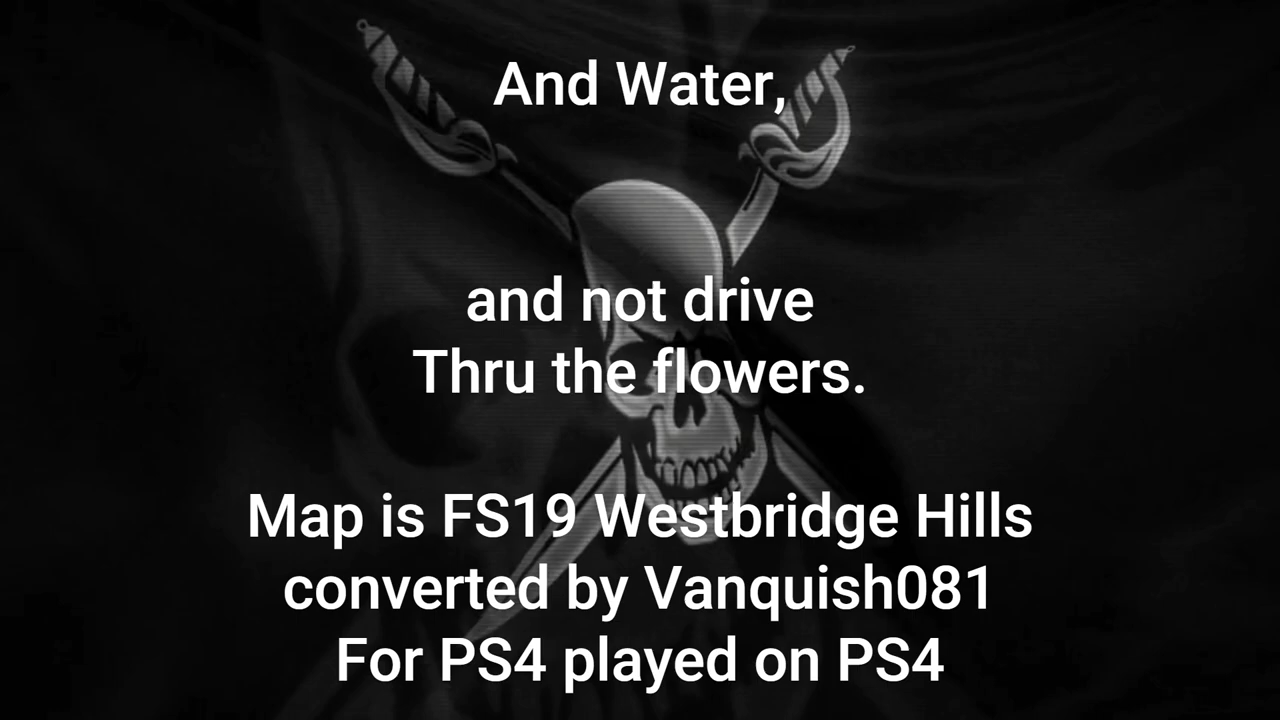 And Water,
and not drive
Thru the flowers.
Map is FS19 Westbridge Hills
converted by Vanquish081
For PS4 played on PS4